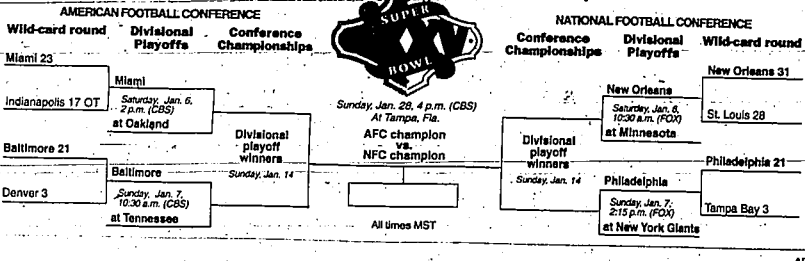 AMERICAN FOOTBALL CONFERENCE
Wild-card round
Divisional
Playoffs
Conference
Championships
Miami 23
Indianapolis 17 OT
Miami
Saturday, Jan. 6,
2 p.m. (CBS)
at Oakland
Baltimore 21
Denver 3
Baltimore
Sunday, Jan. 7,
10:30 a.m. (CBS)
at Tennessee
Divisional
playoff
winners
Sunday, Jan. 14
SUPER
XXXV
BOWL
Sunday, Jan. 28, 4 p.m. (CBS)
At Tampa, Fla.
AFC champion
vs.
NFC champion
All times MST
NATIONAL FOOTBALL CONFERENCE
Conference
Championships
Divisional
Playoffs
Wild-card round
Divisional
playoff
winners
Sunday, Jan. 14
New Orleans
Saturday, Jan. 6,
10:30 a.m. (FOX)
at Minnesota
New Orleans 31
St. Louis 28
Philadelphia
Sunday, Jan. 7,
2:15 p.m. (FOX)
at New York Giants
Philadelphia 21
Tampa Bay 3